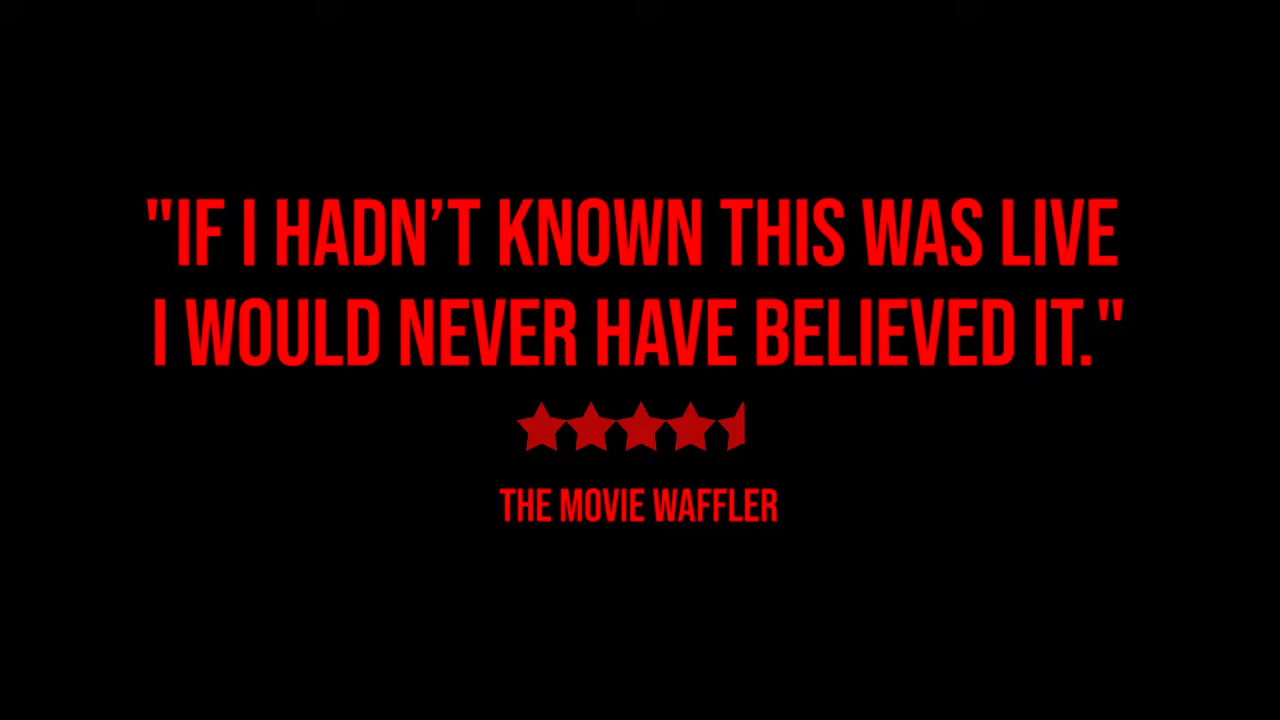 "IF I HADN’T KNOWN THIS WAS LIVE
I WOULD NEVER HAVE BELIEVED IT."
THE MOVIE WAFFLER